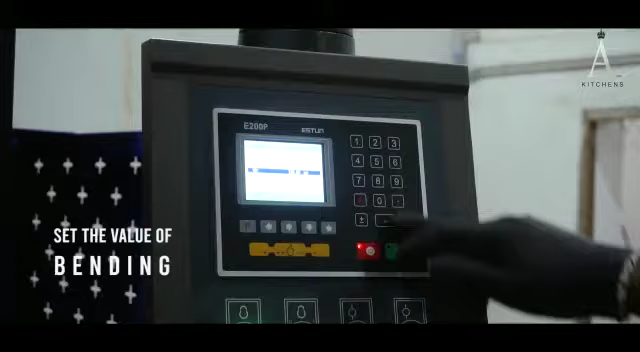 A
KITCHENS
E200P ESTUN
1 2 3
4 5 6
7 8 9
0
SET THE VALUE OF
BENDING